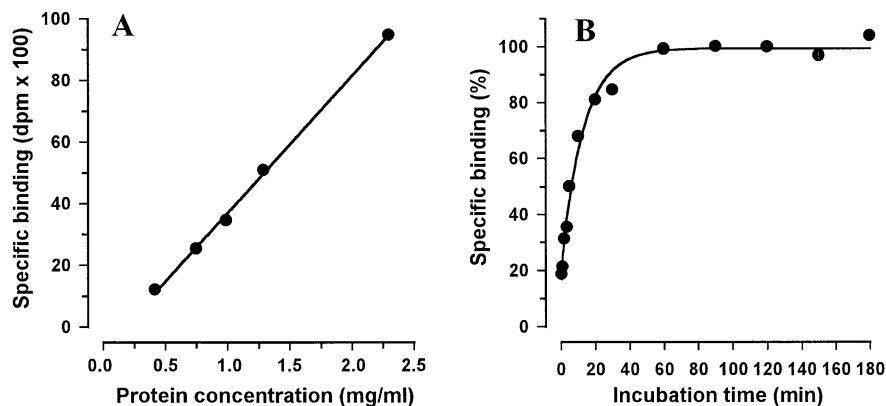 A
Specific binding (dpm x 100)
100
80
60
40
20
0
0.0 0.5 1.0 1.5 2.0 2.5
Protein concentration (mg/ml)
B
Specific binding (%)
100
80
60
40
20
0
0 20 40 60 80 100 120 140 160 180
Incubation time (min)